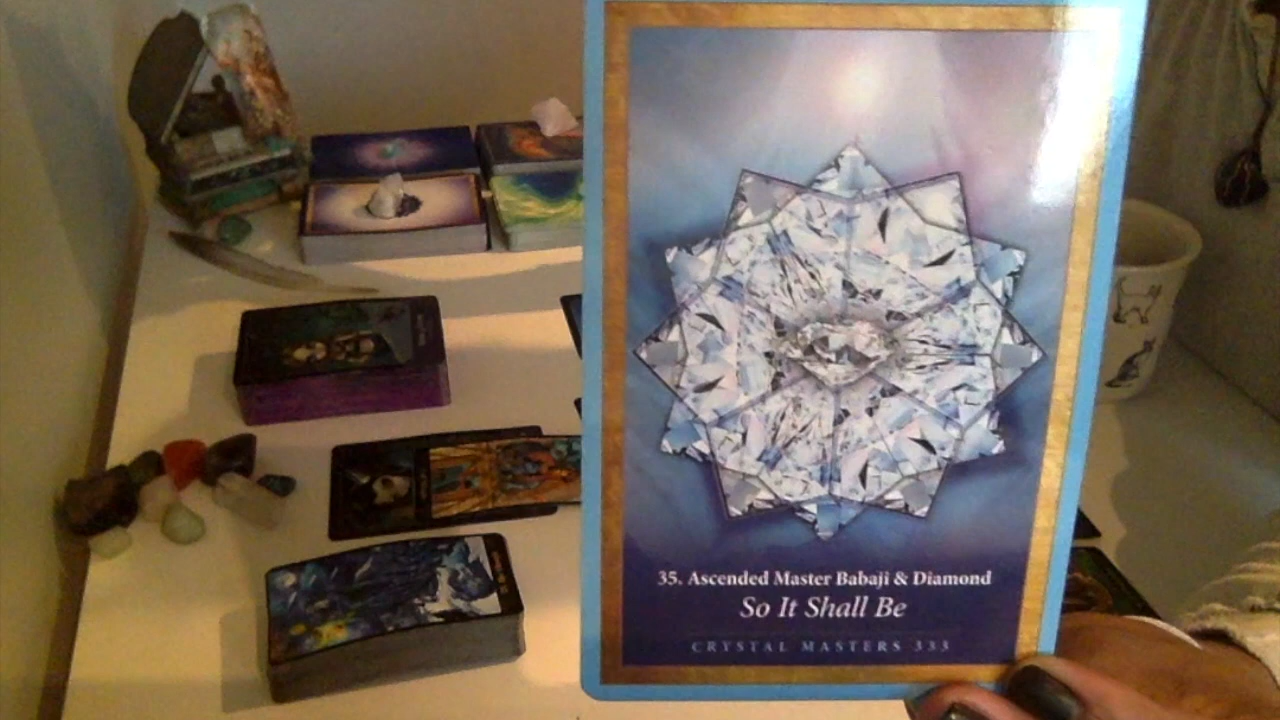 35. Ascended Master Babaji & Diamond
So It Shall Be
CRYSTAL MASTERS 333